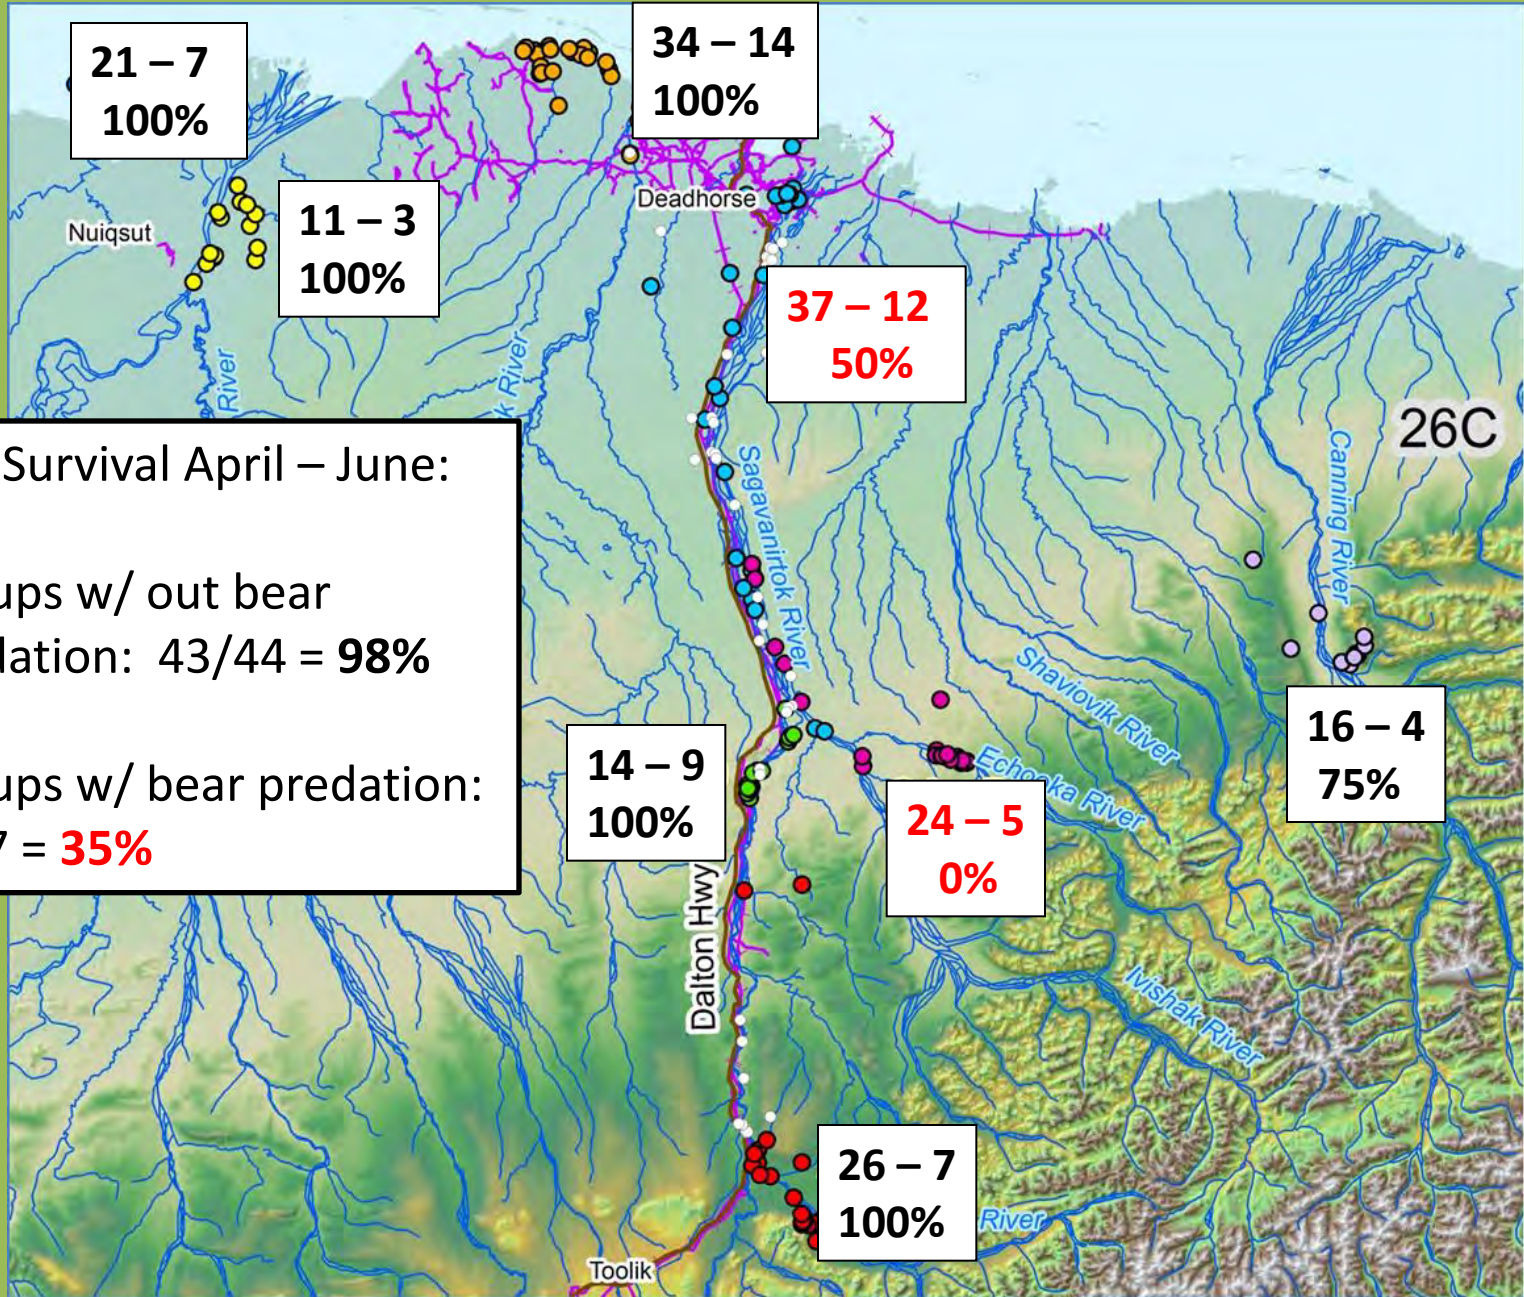 21 – 7
100%
34 – 14
100%
Deadhorse
Nuiqsut
11 – 3
100%
37 – 12
50%
River
k River
26C
Canning River
Sagavanirtok River
Survival April – June:
ups w/ out bear
dation: 43/44 = 98%
ups w/ bear predation:
7 = 35%
Shaviovik River
Echooka River
16 – 4
75%
14 – 9
100%
24 – 5
0%
Dalton Hwy
Ivishak River
26 – 7
100%
River
Toolik